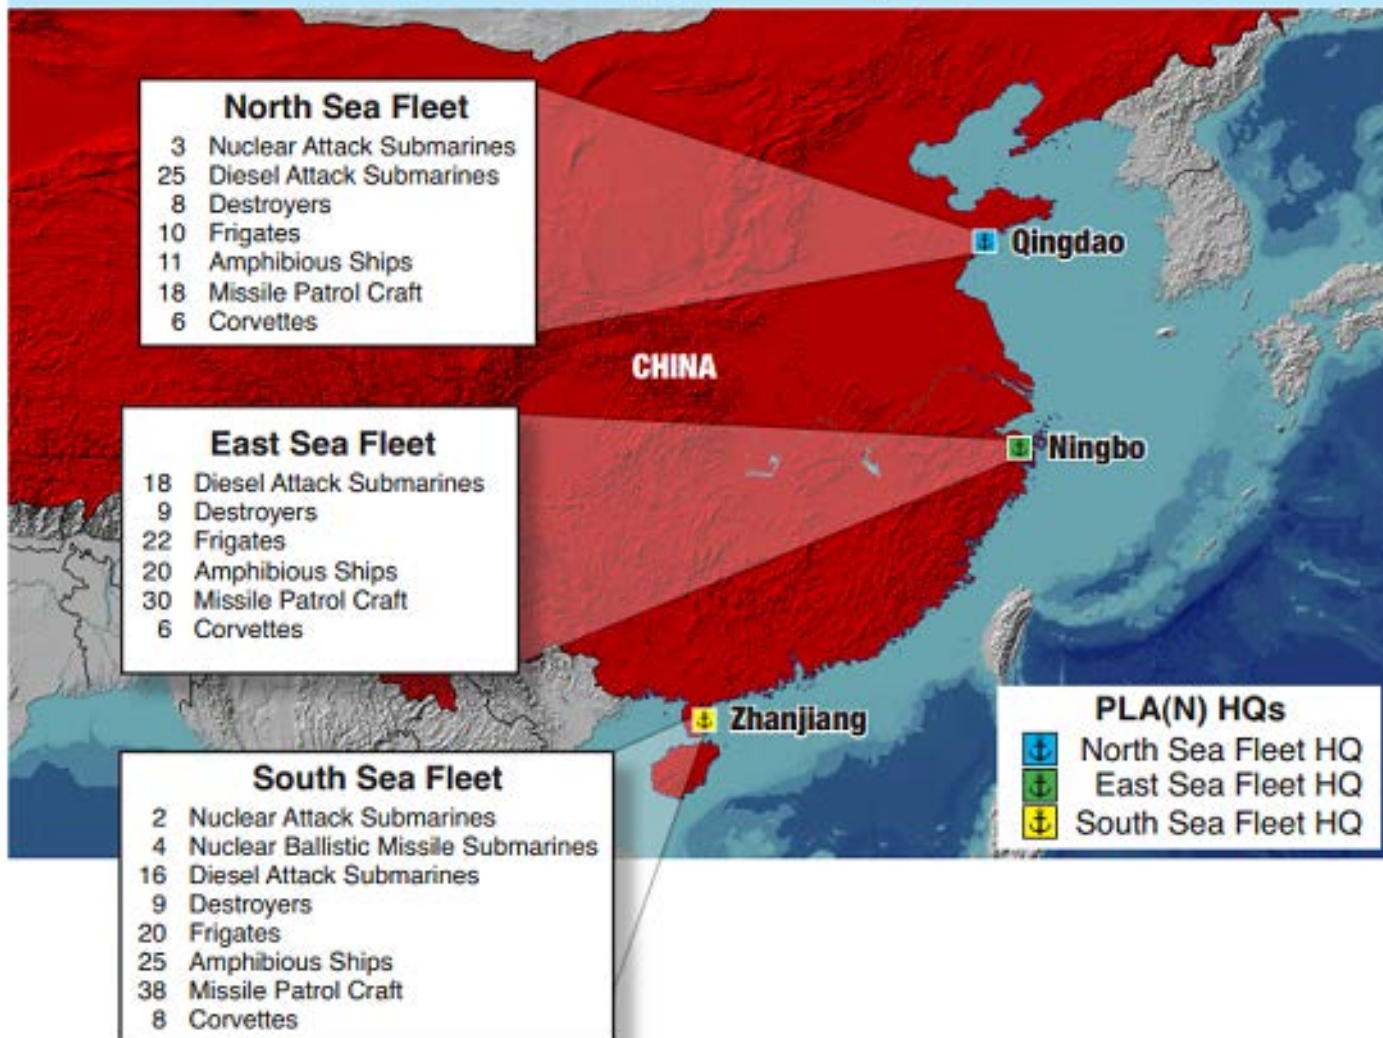 North Sea Fleet
3 Nuclear Attack Submarines
25 Diesel Attack Submarines
8 Destroyers
10 Frigates
11 Amphibious Ships
18 Missile Patrol Craft
6 Corvettes
Qingdao
CHINA
East Sea Fleet
18 Diesel Attack Submarines
9 Destroyers
22 Frigates
20 Amphibious Ships
30 Missile Patrol Craft
6 Corvettes
Ningbo
Zhanjiang
South Sea Fleet
2 Nuclear Attack Submarines
4 Nuclear Ballistic Missile Submarines
16 Diesel Attack Submarines
9 Destroyers
20 Frigates
25 Amphibious Ships
38 Missile Patrol Craft
8 Corvettes
PLA(N) HQs
North Sea Fleet HQ
East Sea Fleet HQ
South Sea Fleet HQ